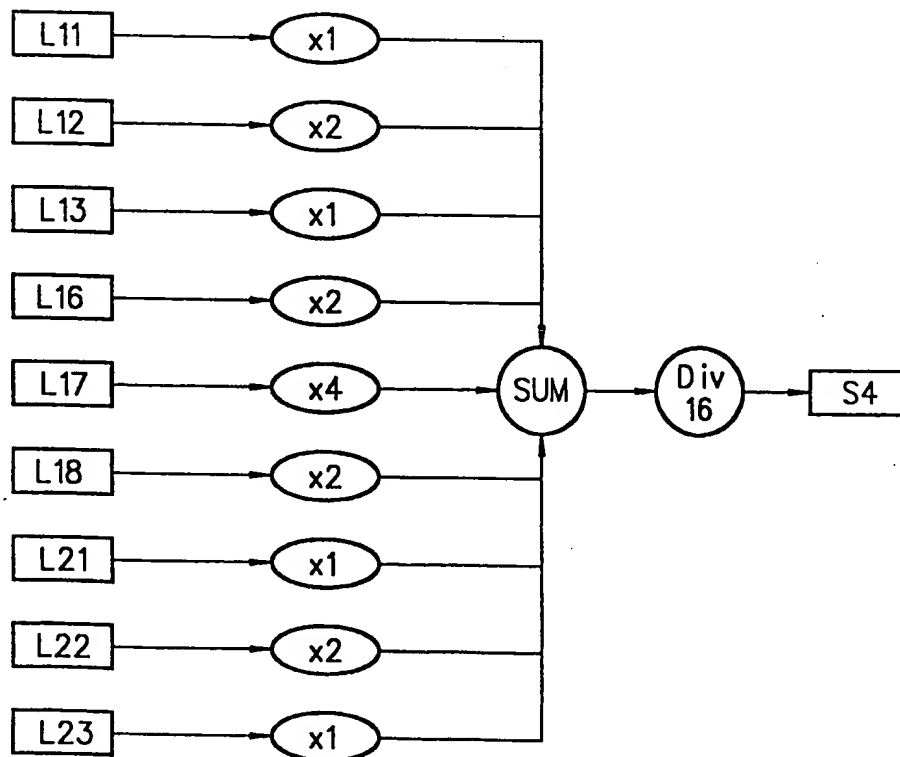 L11 x1
L12 x2
L13 x1
L16 x2
L17 x4 SUM Div 16 S4
L18 x2
L21 x1
L22 x2
L23 x1